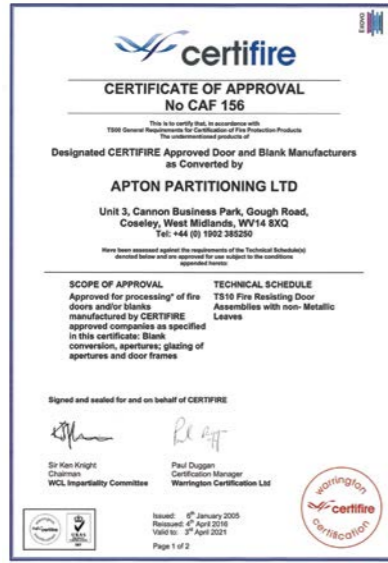 Exova
certifire
CERTIFICATE OF APPROVAL
No CAF 156
This is to certify that, in accordance with
TS00 General Requirements for Certification of Fire Protection Products
The undermentioned products of
Designated CERTIFIRE Approved Door and Blank Manufacturers
as Converted by
APTON PARTITIONING LTD
Unit 3, Cannon Business Park, Gough Road,
Coseley, West Midlands, WV14 8XQ
Tel: +44 (0) 1902 385250
Have been assessed against the requirements of the Technical Schedule(s)
denoted below and are approved for use subject to the conditions
appended hereto:
SCOPE OF APPROVAL
Approved for processing* of fire
doors and/or blanks
manufactured by CERTIFIRE
approved companies as specified
in this certificate: Blank
conversion, apertures; glazing of
apertures and door frames
TECHNICAL SCHEDULE
TS10 Fire Resisting Door
Assemblies with non- Metallic
Leaves
Signed and sealed for and on behalf of CERTIFIRE
Sir Ken Knight
Chairman
WCL Impartiality Committee
Paul Duggan
Certification Manager
Warrington Certification Ltd
Issued: 6th January 2005
Reissued: 4th April 2016
Valid to: 3rd April 2021
Page 1 of 2
certifire
UKAS
warrington
certifire
certification